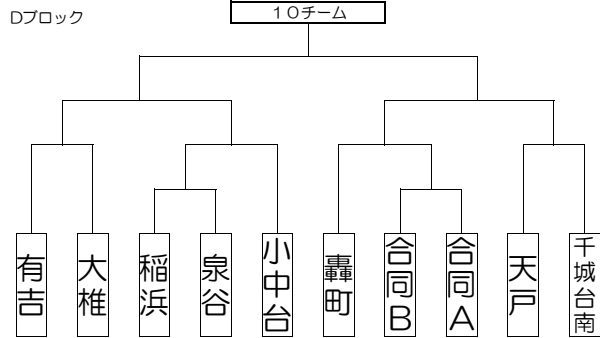 Dブロック
10チーム
有吉
大椎
稲浜
泉谷
小中台
轟町
合同B
合同A
天戸
千城台南